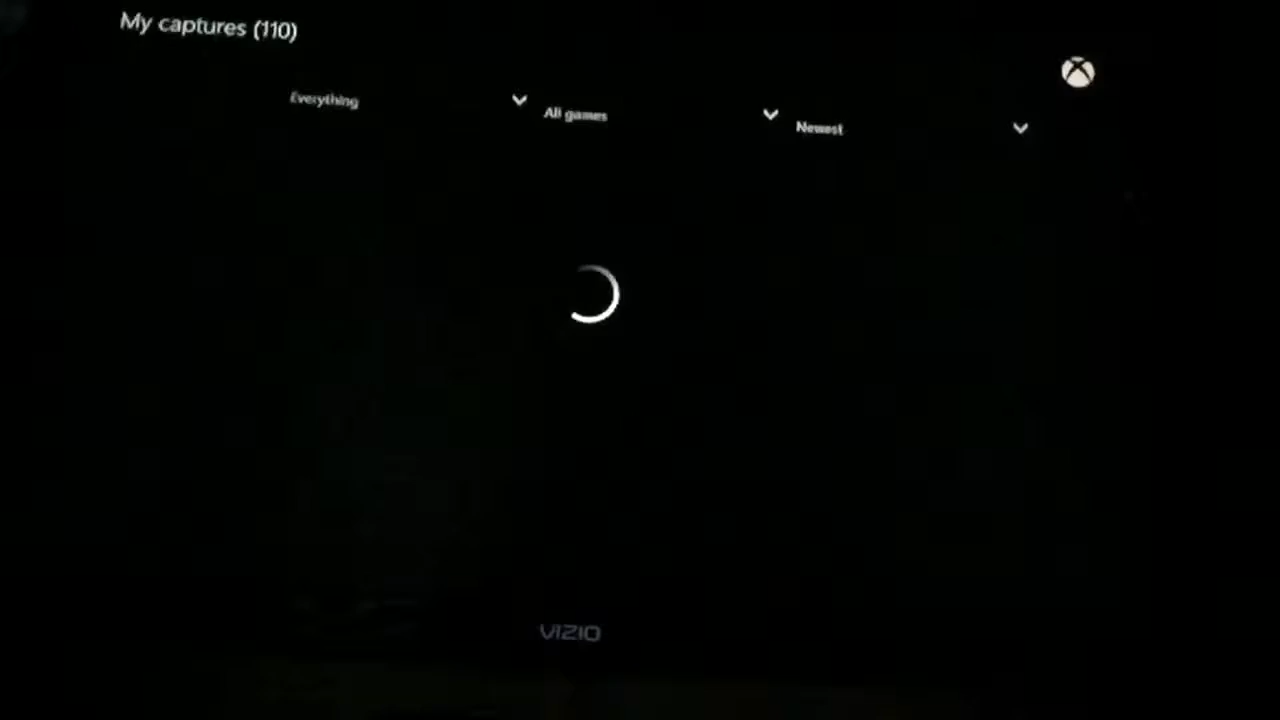 My captures (110)
Everything
All games
Newest
VIZIO